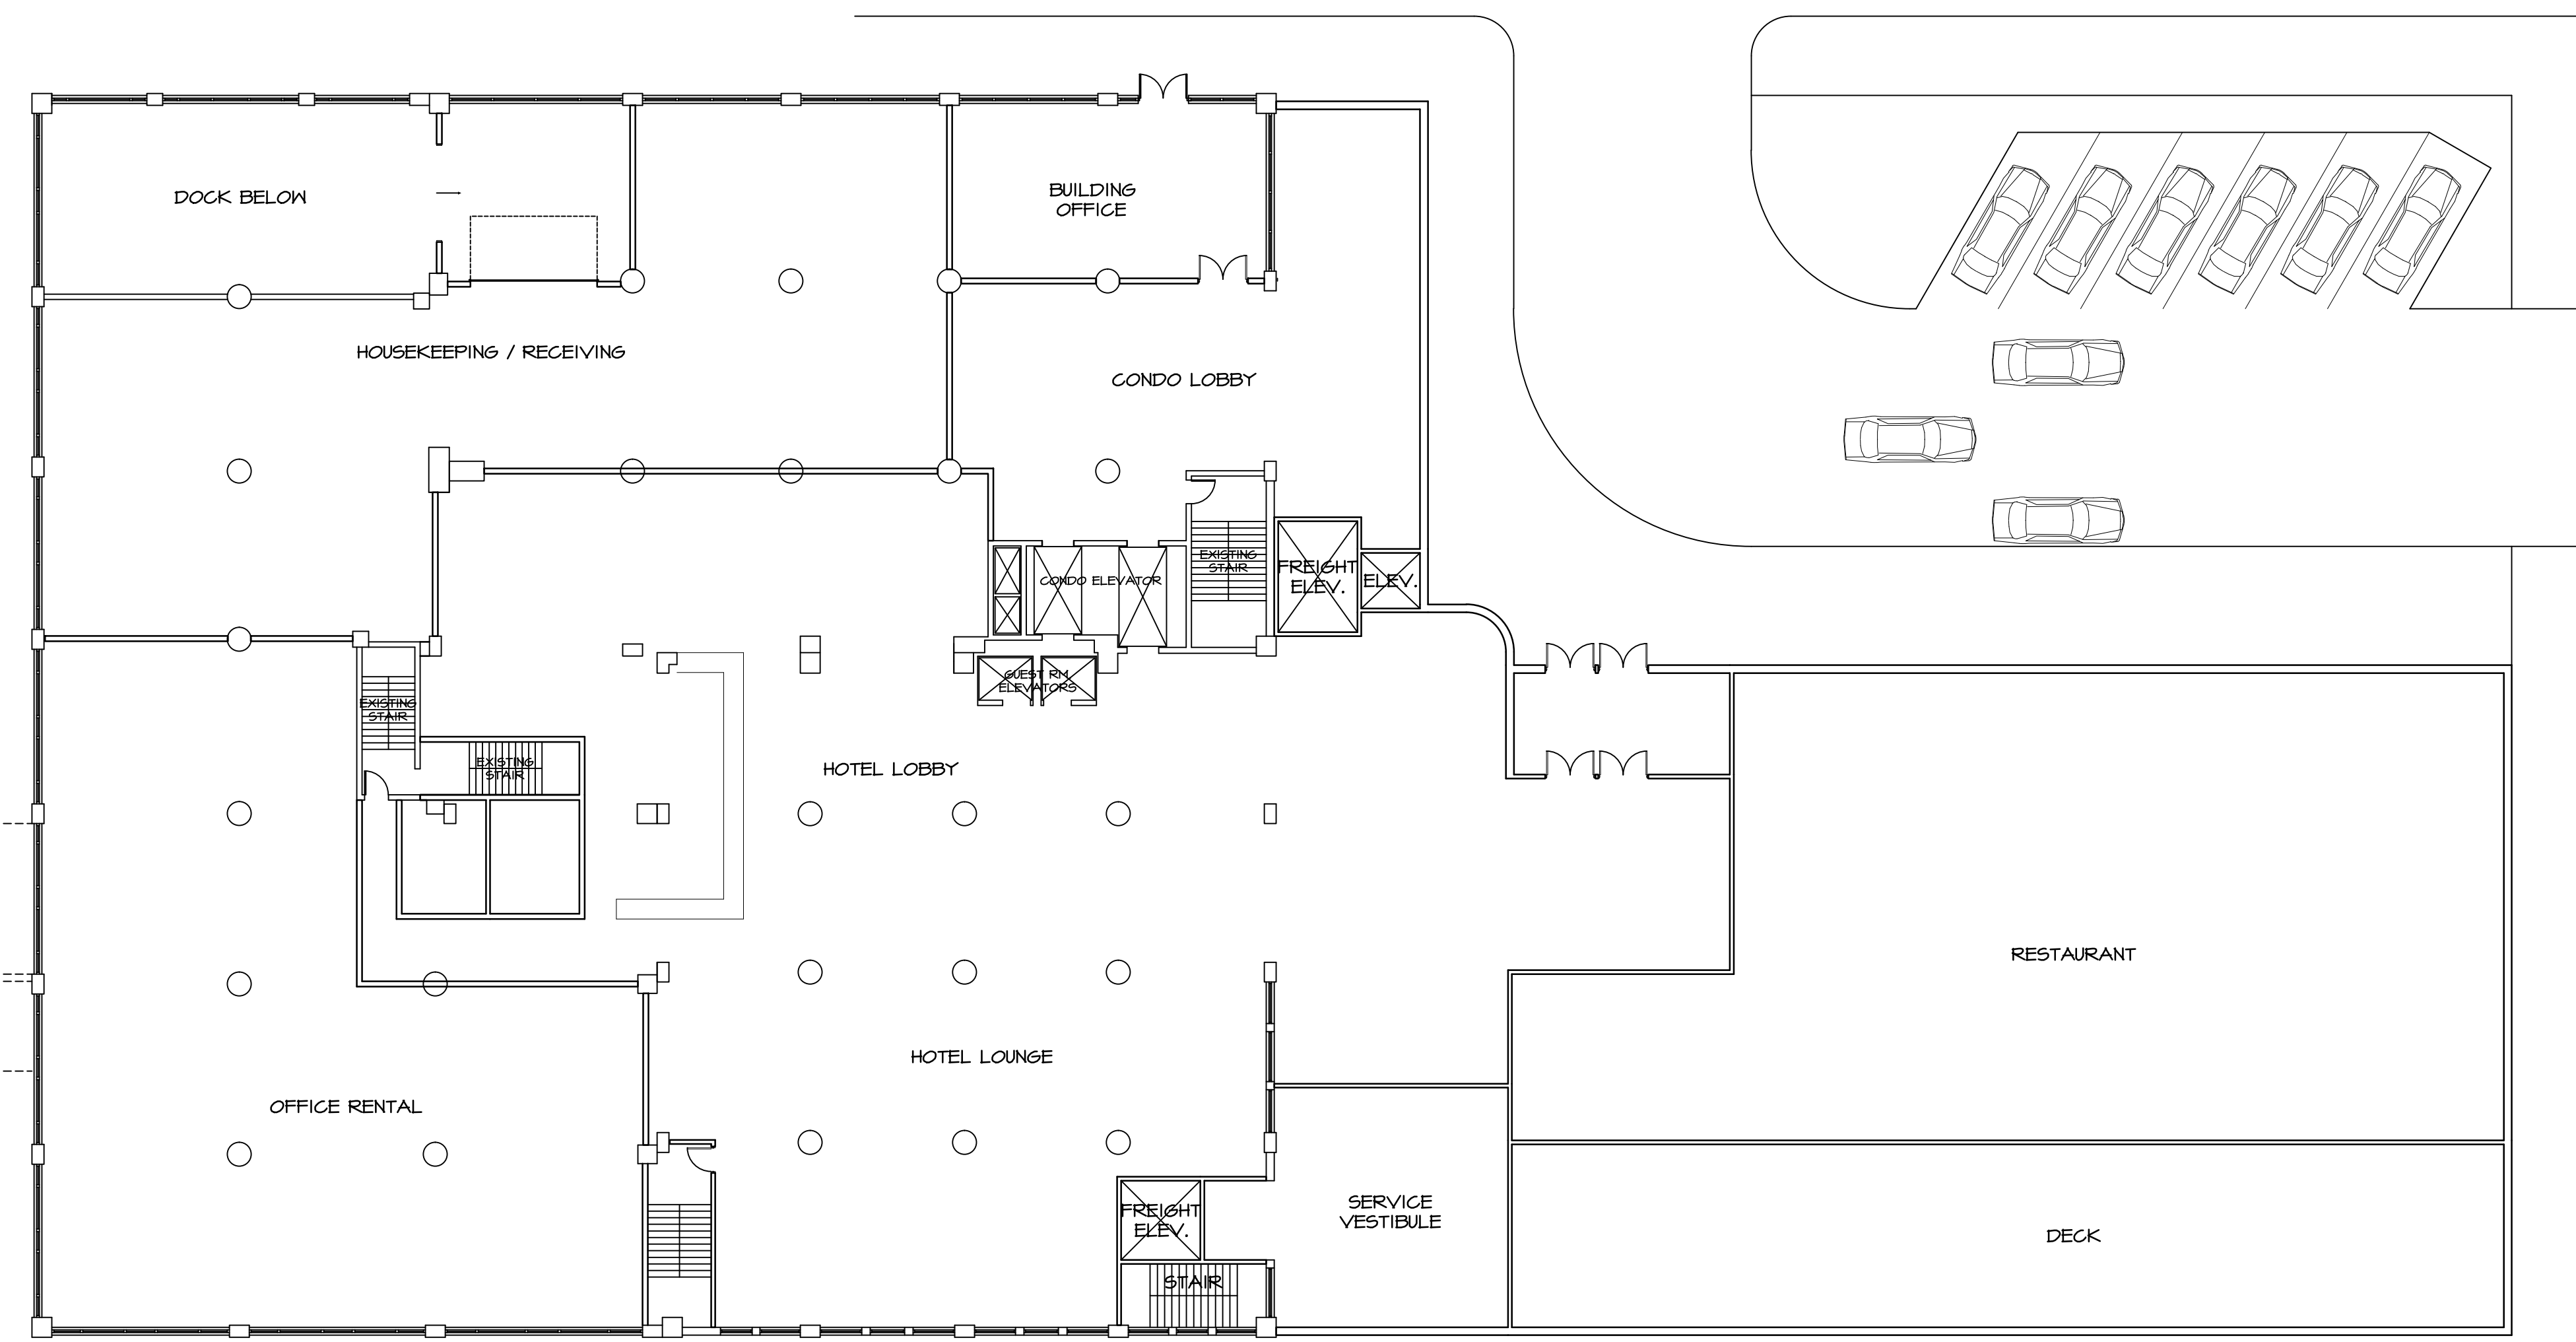 DOCK BELOW
BUILDING
OFFICE
HOUSEKEEPING / RECEIVING
CONDO LOBBY
EXISTING
STAIR
FREIGHT
ELEV.
ELEV.
CONDO ELEVATOR
GUEST RM
ELEVATORS
EXISTING
STAIR
EXISTING
STAIR
HOTEL LOBBY
RESTAURANT
HOTEL LOUNGE
OFFICE RENTAL
SERVICE
VESTIBULE
FREIGHT
ELEV.
DECK
STAIR